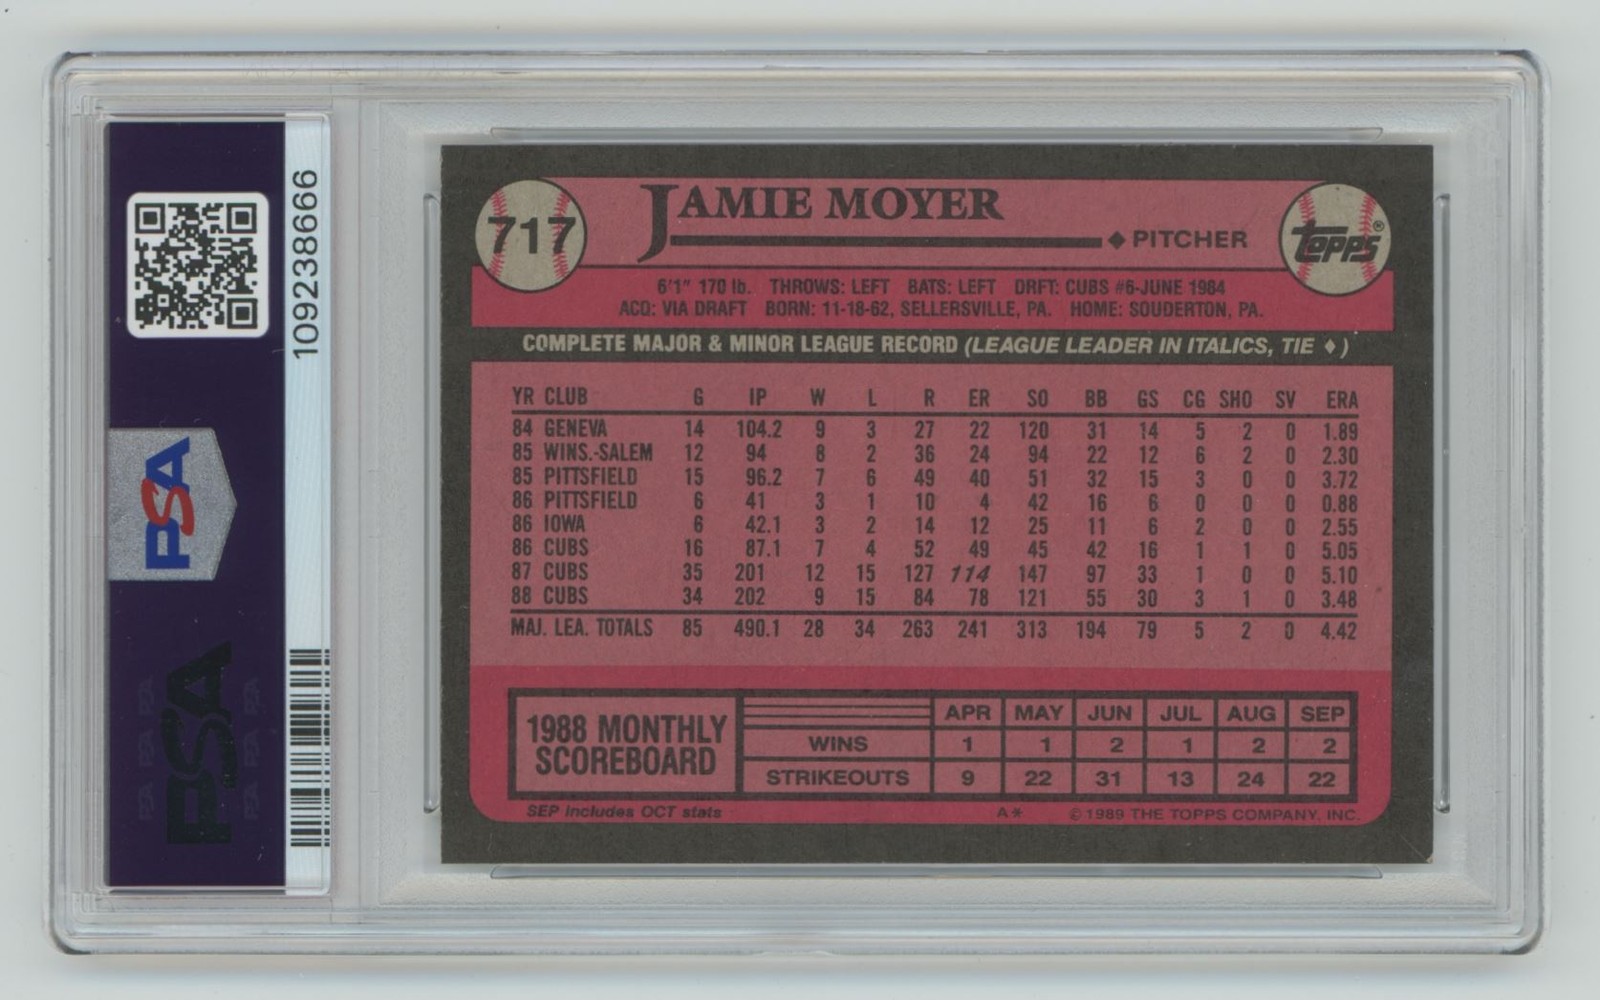 109238666
PSA
PSA
717
JAMIE MOYER
♦ PITCHER
TOPPS®
6'1" 170 lb. THROWS: LEFT BATS: LEFT DRFT: CUBS #6-JUNE 1984
ACQ: VIA DRAFT BORN: 11-18-62, SELLERSVILLE, PA. HOME: SOUDERTON, PA.
COMPLETE MAJOR & MINOR LEAGUE RECORD (LEAGUE LEADER IN ITALICS, TIE ♦)
YR CLUB G IP W L R ER SO BB GS CG SHO SV ERA
84 GENEVA 14 104.2 9 3 27 22 120 31 14 5 2 0 1.89
85 WINS.-SALEM 12 94 8 2 36 24 94 22 12 6 2 0 2.30
85 PITTSFIELD 15 96.2 7 6 49 40 51 32 15 3 0 0 3.72
86 PITTSFIELD 6 41 3 1 10 4 42 16 6 0 0 0 0.88
86 IOWA 6 42.1 3 2 14 12 25 11 6 2 0 0 2.55
86 CUBS 16 87.1 7 4 52 49 45 42 16 1 1 0 5.05
87 CUBS 35 201 12 15 127 114 147 97 33 1 0 0 5.10
88 CUBS 34 202 9 15 84 78 121 55 30 3 1 0 3.48
MAJ. LEA. TOTALS 85 490.1 28 34 263 241 313 194 79 5 2 0 4.42
1988 MONTHLY
SCOREBOARD
APR MAY JUN JUL AUG SEP
WINS 1 1 2 1 2 2
STRIKEOUTS 9 22 31 13 24 22
SEP includes OCT stats A* © 1989 THE TOPPS COMPANY, INC.